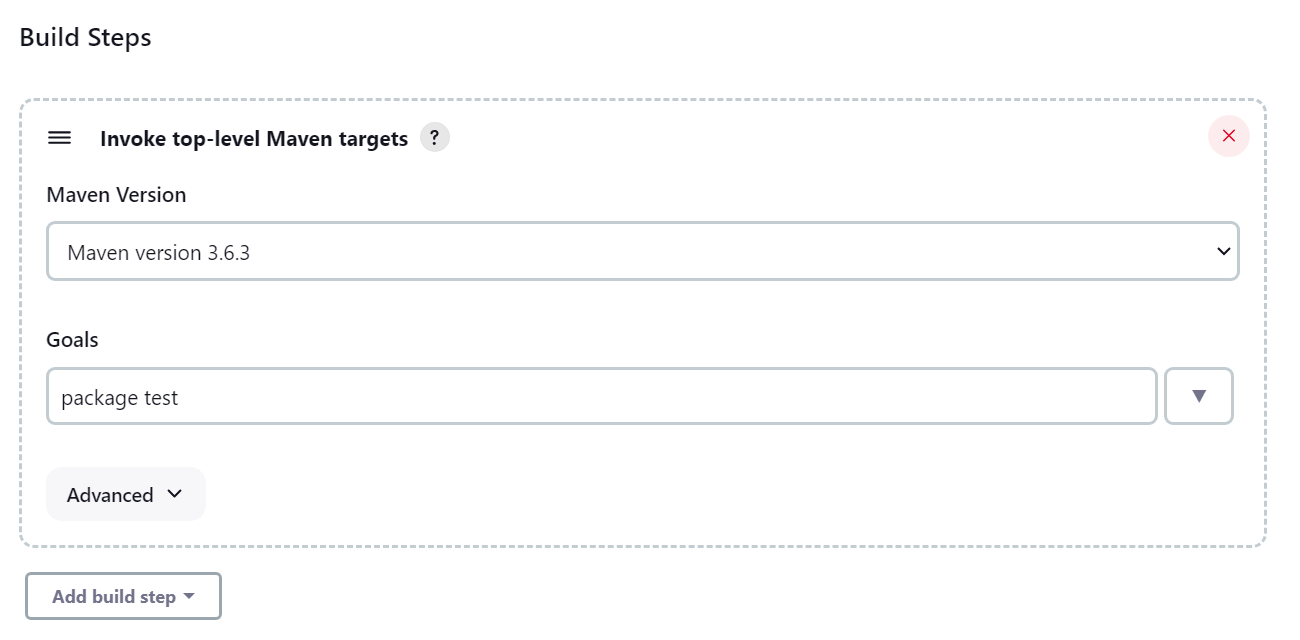 Build Steps
Invoke top-level Maven targets ?
Maven Version
Maven version 3.6.3
Goals
package test
Advanced
Add build step